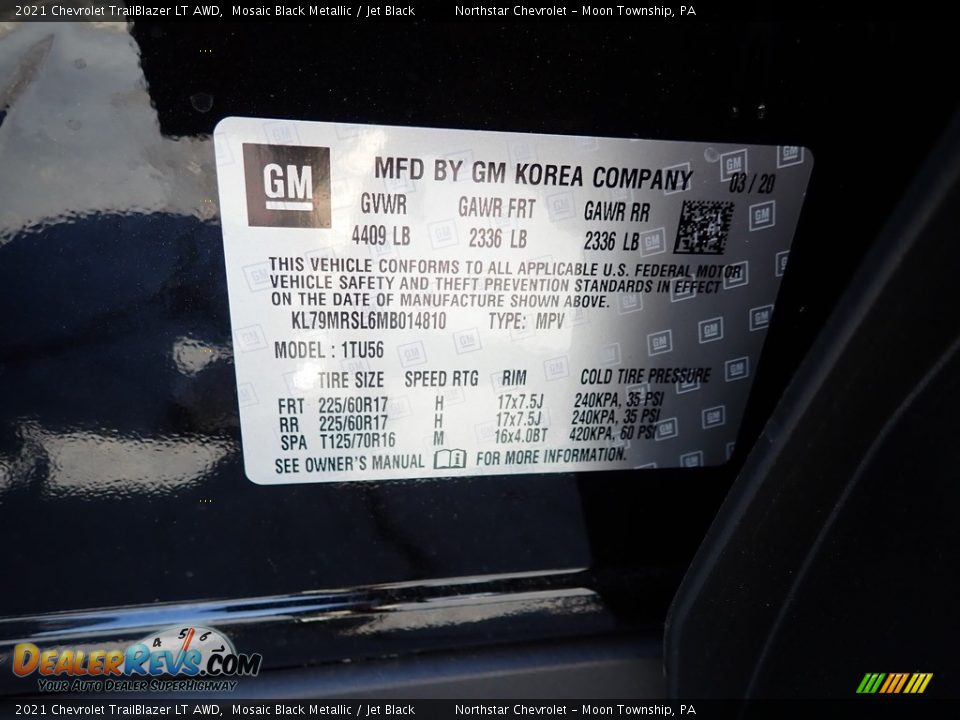 2021 Chevrolet TrailBlazer LT AWD, Mosaic Black Metallic / Jet Black Northstar Chevrolet - Moon Township, PA
GM MFD BY GM KOREA COMPANY 03/20
GVWR GAWR FRT GAWR RR
4409 LB 2336 LB 2336 LB
THIS VEHICLE CONFORMS TO ALL APPLICABLE U.S. FEDERAL MOTOR
VEHICLE SAFETY AND THEFT PREVENTION STANDARDS IN EFFECT
ON THE DATE OF MANUFACTURE SHOWN ABOVE.
KL79MRSL6MB014810 TYPE: MPV
MODEL : 1TU56
TIRE SIZE SPEED RTG RIM COLD TIRE PRESSURE
FRT 225/60R17 H 17x7.5J 240KPA, 35 PSI
RR 225/60R17 H 17x7.5J 240KPA, 35 PSI
SPA T125/70R16 M 16x4.0BT 420KPA, 60 PSI
SEE OWNER'S MANUAL FOR MORE INFORMATION.
4 5 6 7
DEALERREVS.COM
YOUR AUTO DEALER SUPERHIGHWAY
2021 Chevrolet TrailBlazer LT AWD, Mosaic Black Metallic / Jet Black Northstar Chevrolet - Moon Township, PA